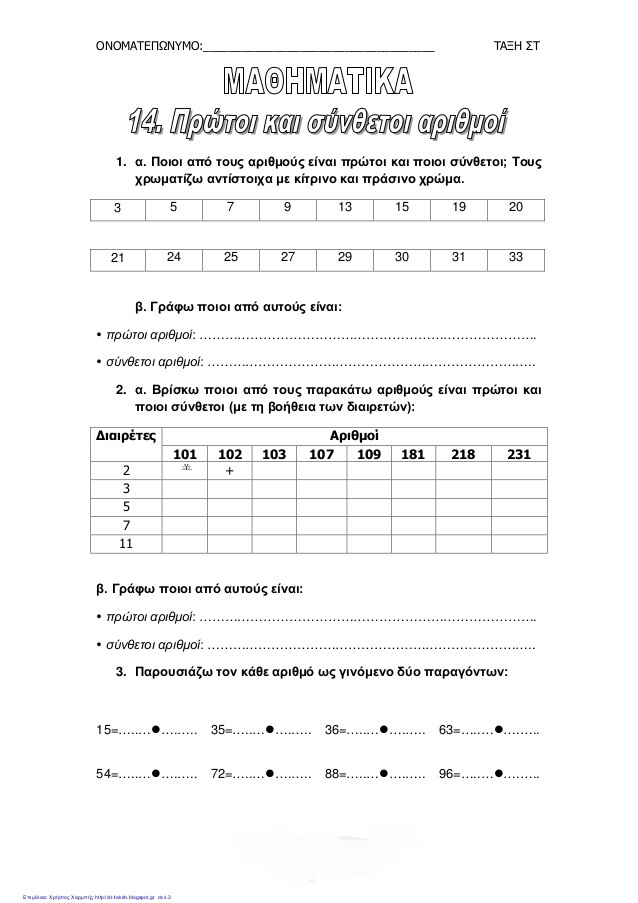 ΟΝΟΜΑΤΕΠΩΝΥΜΟ:___________________________________ ΤΑΞΗ ΣΤ
ΜΑΘΗΜΑΤΙΚΑ
14. Πρώτοι και σύνθετοι αριθμοί
1. α. Ποιοι από τους αριθμούς είναι πρώτοι και ποιοι σύνθετοι; Τους
χρωματίζω αντίστοιχα με κίτρινο και πράσινο χρώμα.
3 5 7 9 13 15 19 20
21 24 25 27 29 30 31 33
β. Γράφω ποιοι από αυτούς είναι:
• πρώτοι αριθμοί: ………………………………………………………………..
• σύνθετοι αριθμοί: ……………………………………………………………….
2. α. Βρίσκω ποιοι από τους παρακάτω αριθμούς είναι πρώτοι και
ποιοι σύνθετοι (με τη βοήθεια των διαιρετών):
Διαιρέτες Αριθμοί
101 102 103 107 109 181 218 231
2 +
3
5
7
11
β. Γράφω ποιοι από αυτούς είναι:
• πρώτοι αριθμοί: ………………………………………………………………..
• σύνθετοι αριθμοί: ……………………………………………………………….
3. Παρουσιάζω τον κάθε αριθμό ως γινόμενο δύο παραγόντων:
15=………●……… 35=………●……… 36=………●……… 63=………●………
54=………●……… 72=………●……… 88=………●……… 96=………●………
Επιμέλεια: Χρήστος Χαρμπής http://st-taksh.blogspot.gr σελ.3